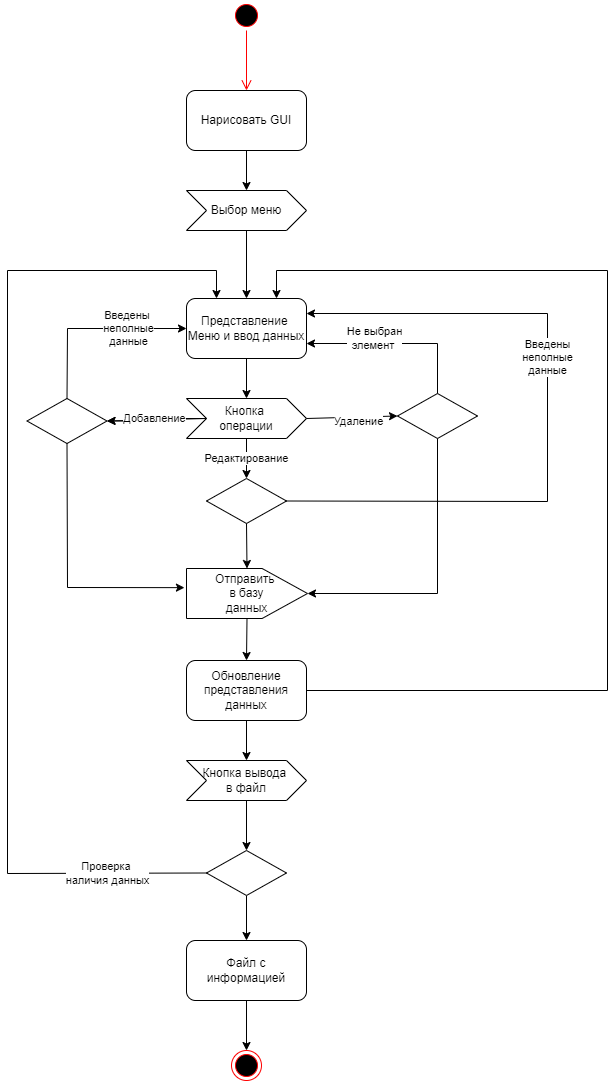 Нарисовать GUI
Выбор меню
Введены
неполные
данные
Представление
Меню и ввод данных
Не выбран
элемент
Введены
неполные
данные
Добавление
Кнопка
операции
Удаление
Редактирование
Отправить
в базу
данных
Обновление
представления
данных
Кнопка вывода
в файл
Проверка
наличия данных
Файл с
информацией